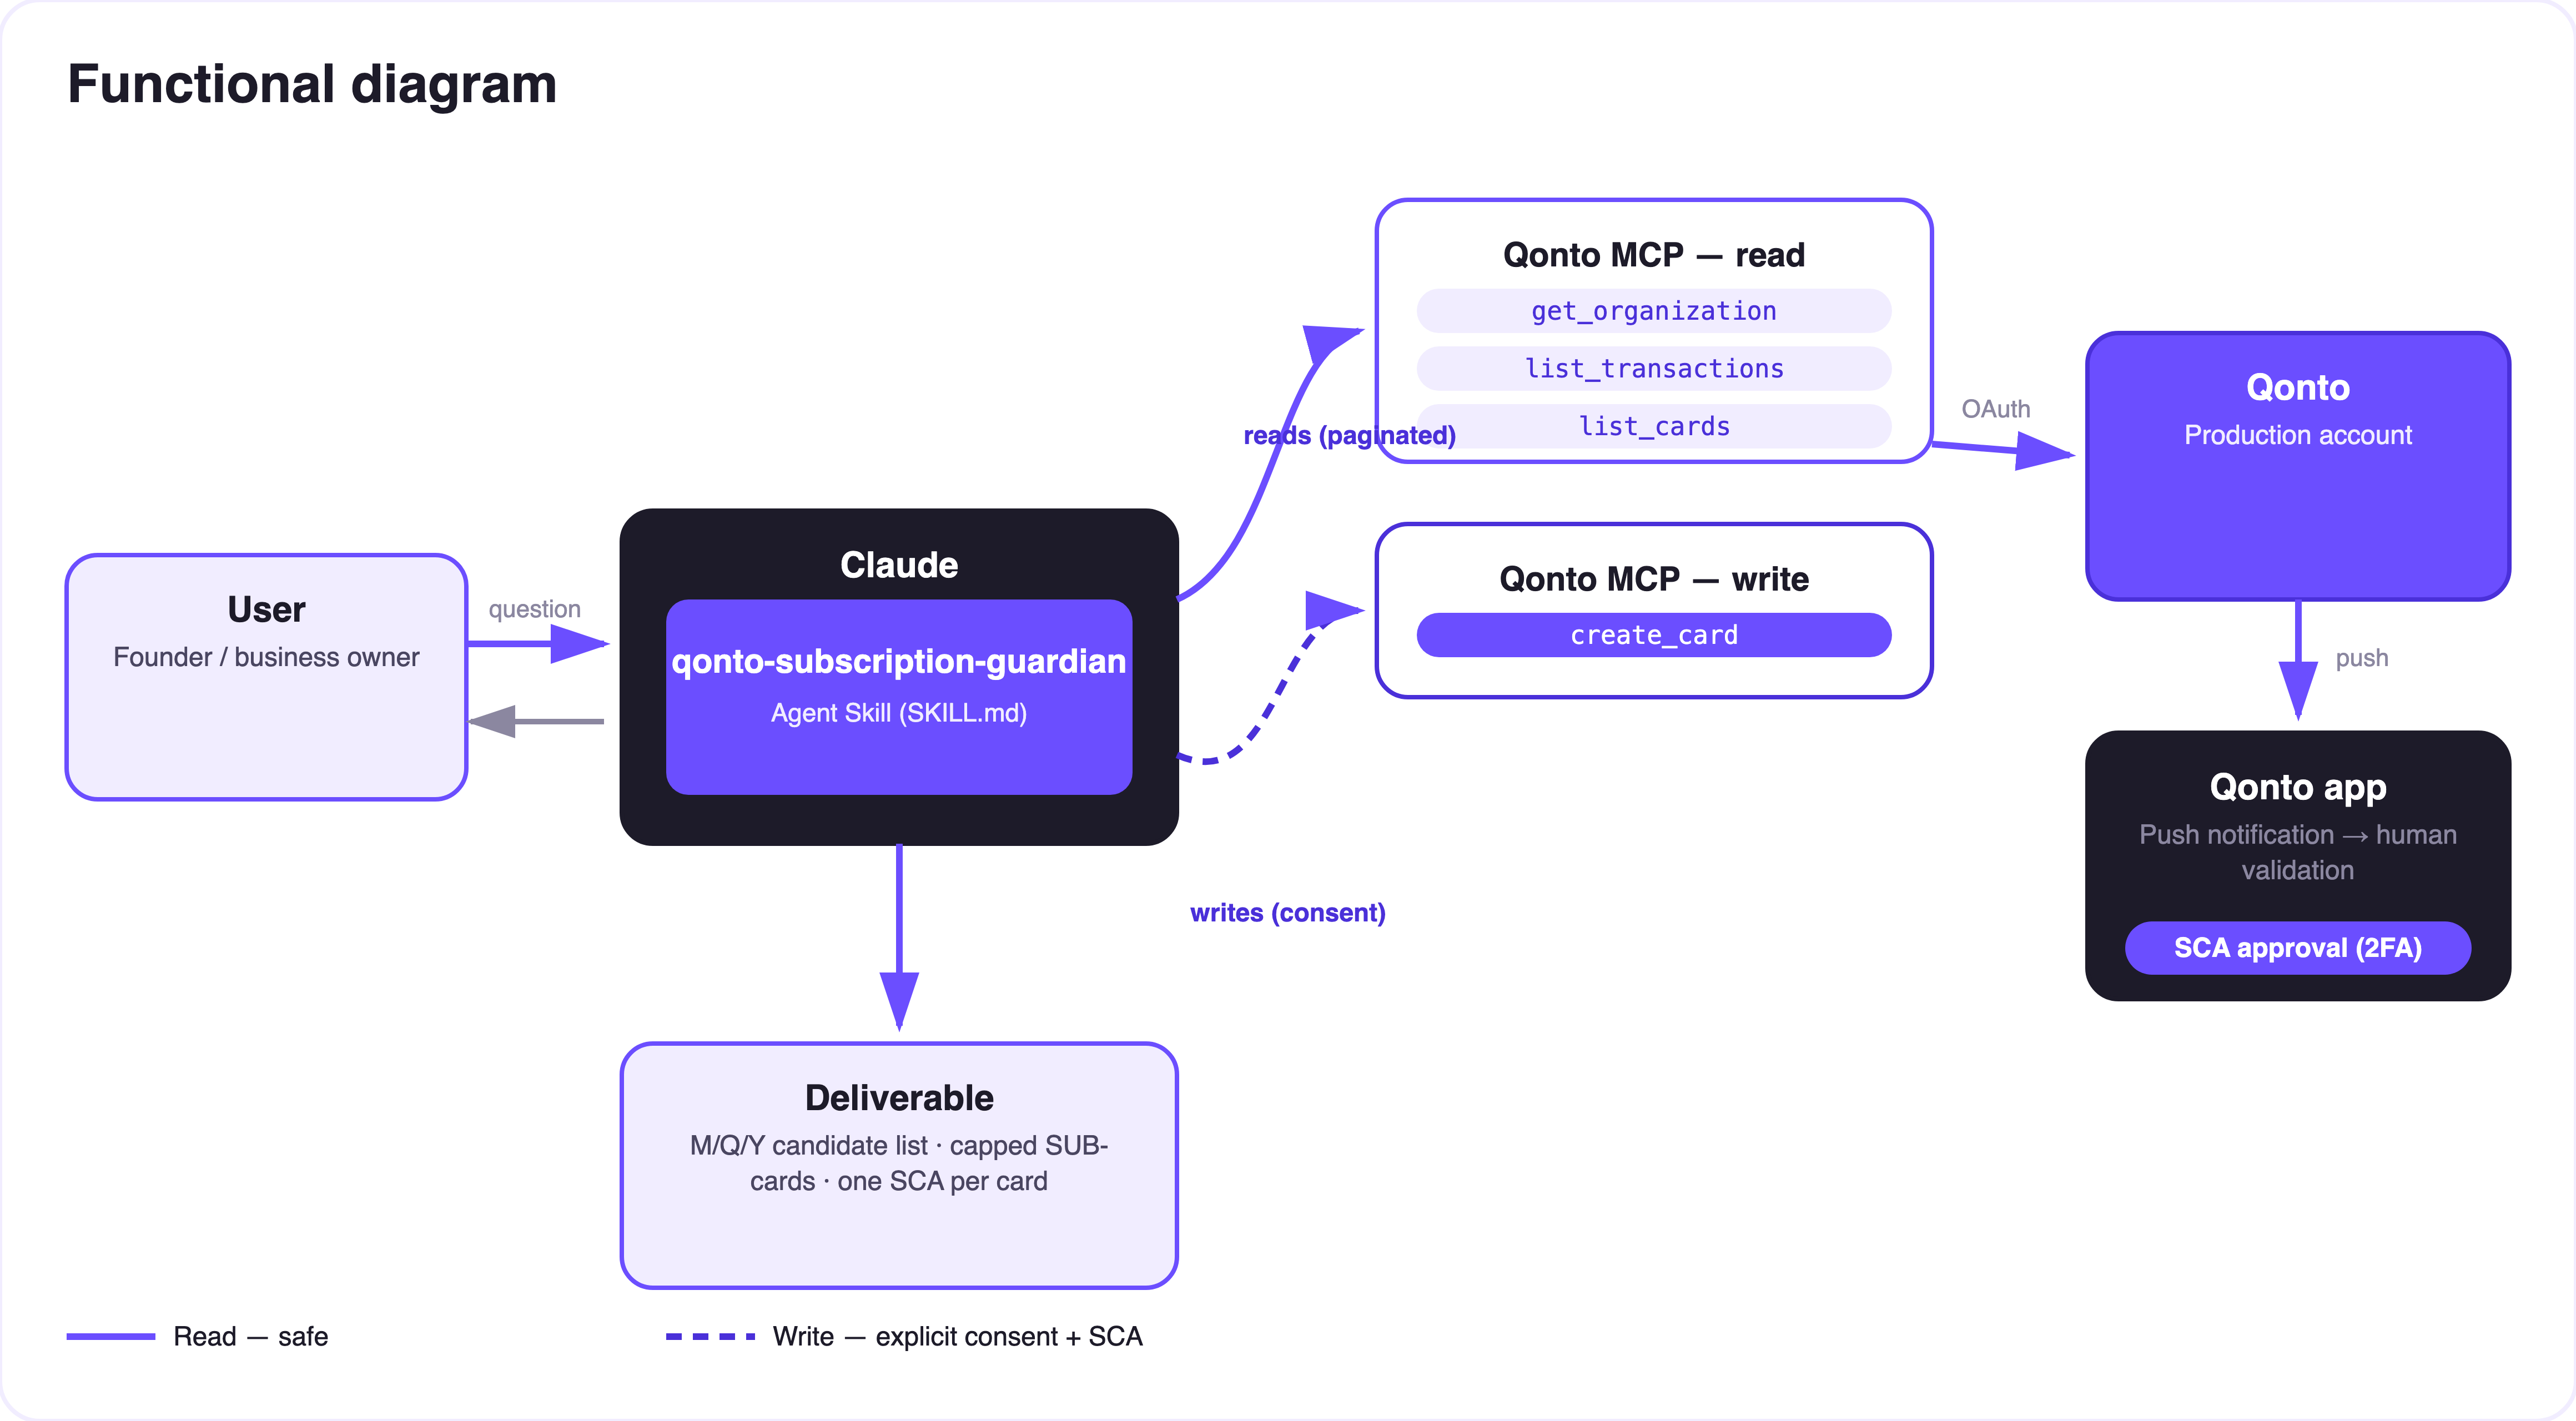 Functional diagram
User
Founder / business owner
question
Claude
qonto-subscription-guardian
Agent Skill (SKILL.md)
reads (paginated)
Qonto MCP — read
get_organization
list_transactions
list_cards
Qonto MCP — write
create_card
writes (consent)
OAuth
Qonto
Production account
push
Qonto app
Push notification → human
validation
SCA approval (2FA)
Deliverable
M/Q/Y candidate list · capped SUB-
cards · one SCA per card
Read — safe
Write — explicit consent + SCA